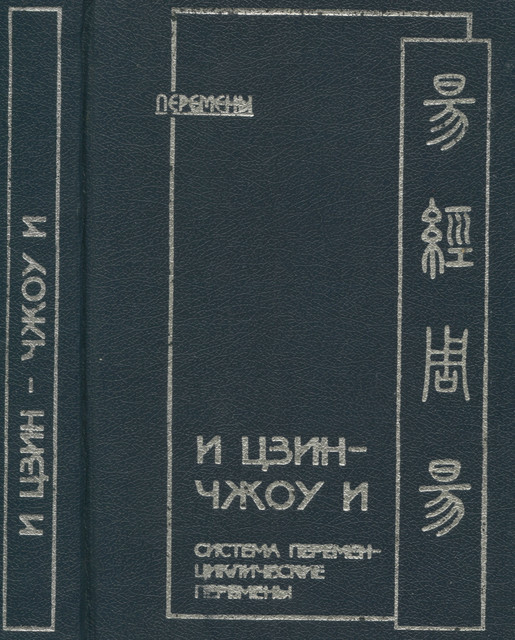 И ЦЗИН - ЧЖОУ И
ПЕРЕМЕНЫ
И ЦЗИН-
ЧЖОУ И
СИСТЕМА ПЕРЕМЕН-
ЦИКЛИЧЕСКИЕ
ПЕРЕМЕНЫ
易經周易